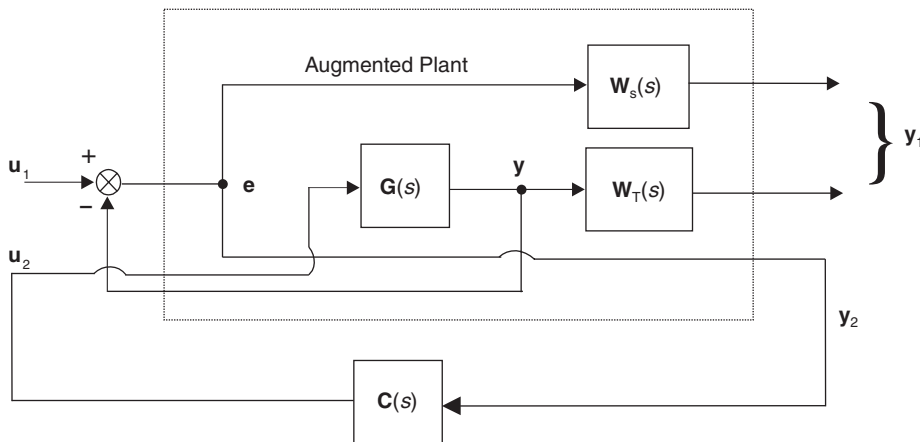 Augmented Plant
W_s(s)
y_1
u_1
+
−
e
G(s)
y
W_T(s)
u_2
y_2
C(s)